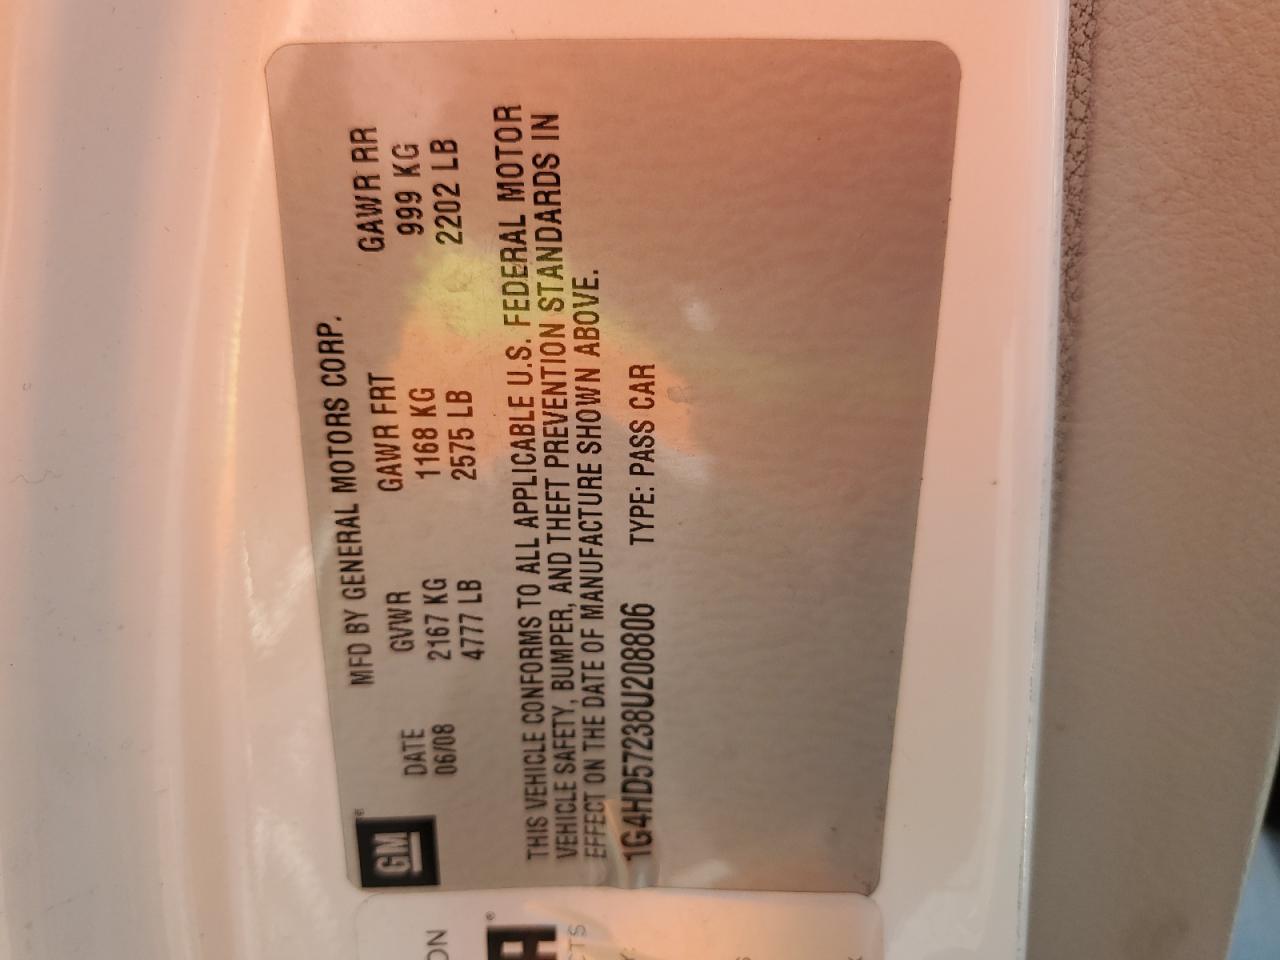 MFD BY GENERAL MOTORS CORP.
GM®
DATE GVWR GAWR FRT GAWR RR
06/08 2167 KG 1168 KG 999 KG
4777 LB 2575 LB 2202 LB
THIS VEHICLE CONFORMS TO ALL APPLICABLE U.S. FEDERAL MOTOR
VEHICLE SAFETY, BUMPER, AND THEFT PREVENTION STANDARDS IN
EFFECT ON THE DATE OF MANUFACTURE SHOWN ABOVE.
1G4HD57238U208806 TYPE: PASS CAR
ON